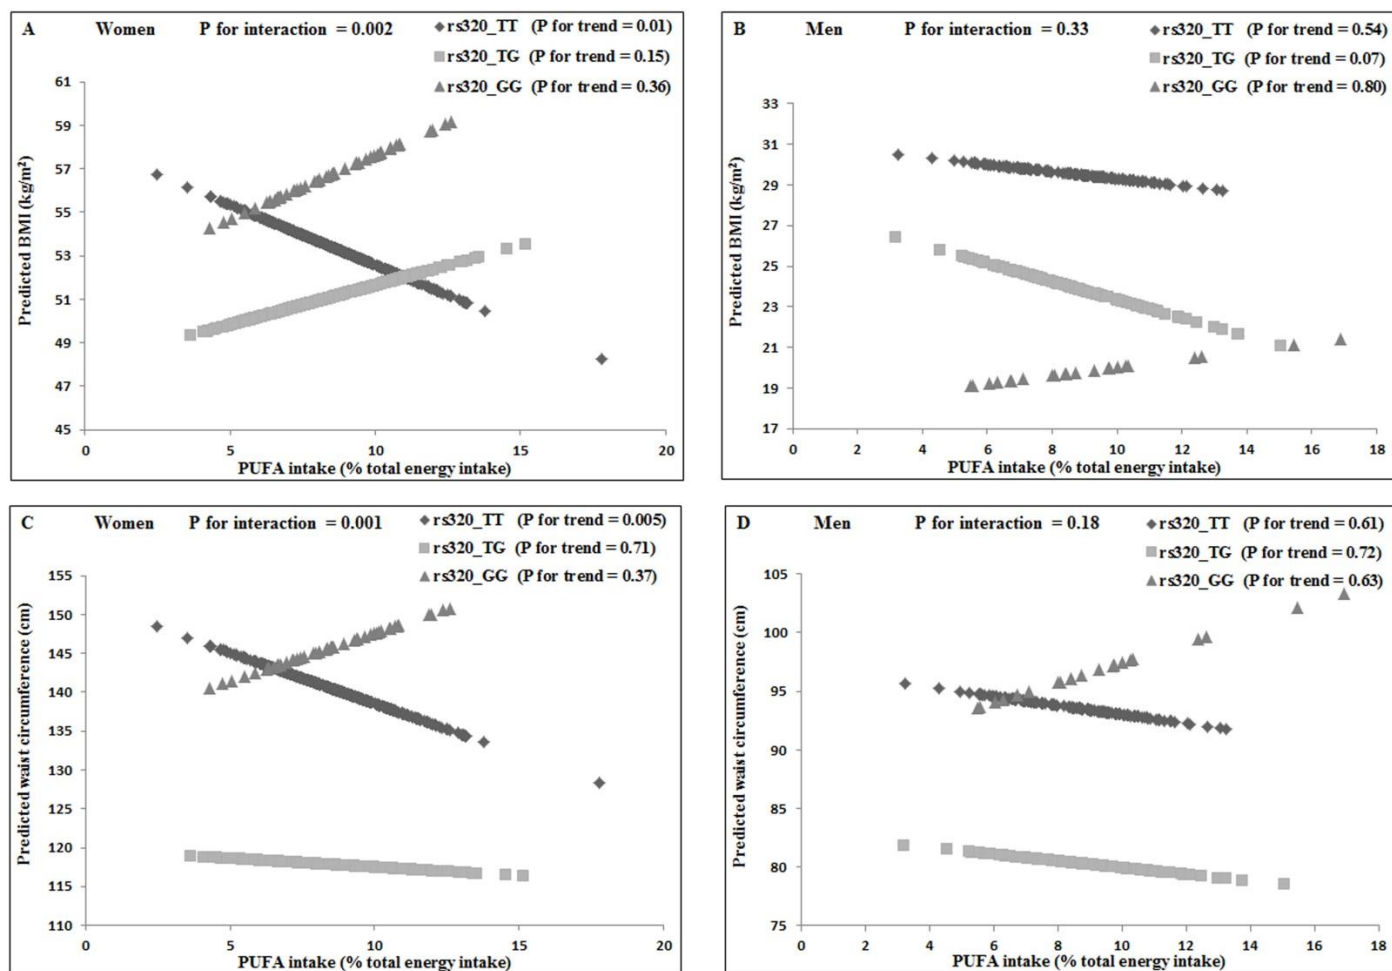 A Women P for interaction = 0.002
rs320_TT (P for trend = 0.01)
rs320_TG (P for trend = 0.15)
rs320_GG (P for trend = 0.36)
Predicted BMI (kg/m²)
61
59
57
55
53
51
49
47
45
0 5 10 15 20
PUFA intake (% total energy intake)
B Men P for interaction = 0.33
rs320_TT (P for trend = 0.54)
rs320_TG (P for trend = 0.07)
rs320_GG (P for trend = 0.80)
Predicted BMI (kg/m²)
33
31
29
27
25
23
21
19
17
0 2 4 6 8 10 12 14 16 18
PUFA intake (% total energy intake)
C Women P for interaction = 0.001
rs320_TT (P for trend = 0.005)
rs320_TG (P for trend = 0.71)
rs320_GG (P for trend = 0.37)
Predicted waist circumference (cm)
155
150
145
140
135
130
125
120
115
110
0 5 10 15 20
PUFA intake (% total energy intake)
D Men P for interaction = 0.18
rs320_TT (P for trend = 0.61)
rs320_TG (P for trend = 0.72)
rs320_GG (P for trend = 0.63)
Predicted waist circumference (cm)
105
100
95
90
85
80
75
0 2 4 6 8 10 12 14 16 18
PUFA intake (% total energy intake)